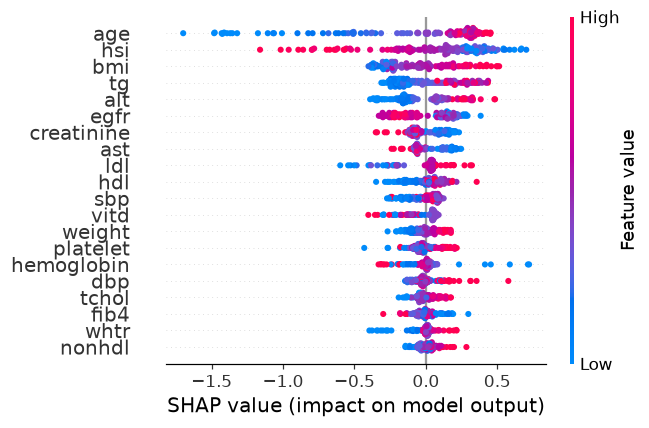 High
age
hsi
bmi
tg
alt
egfr
creatinine
ast
ldl
hdl
sbp
vitd
weight
platelet
hemoglobin
dbp
tchol
fib4
whtr
nonhdl
Low
Feature value
−1.5 −1.0 −0.5 0.0 0.5
SHAP value (impact on model output)